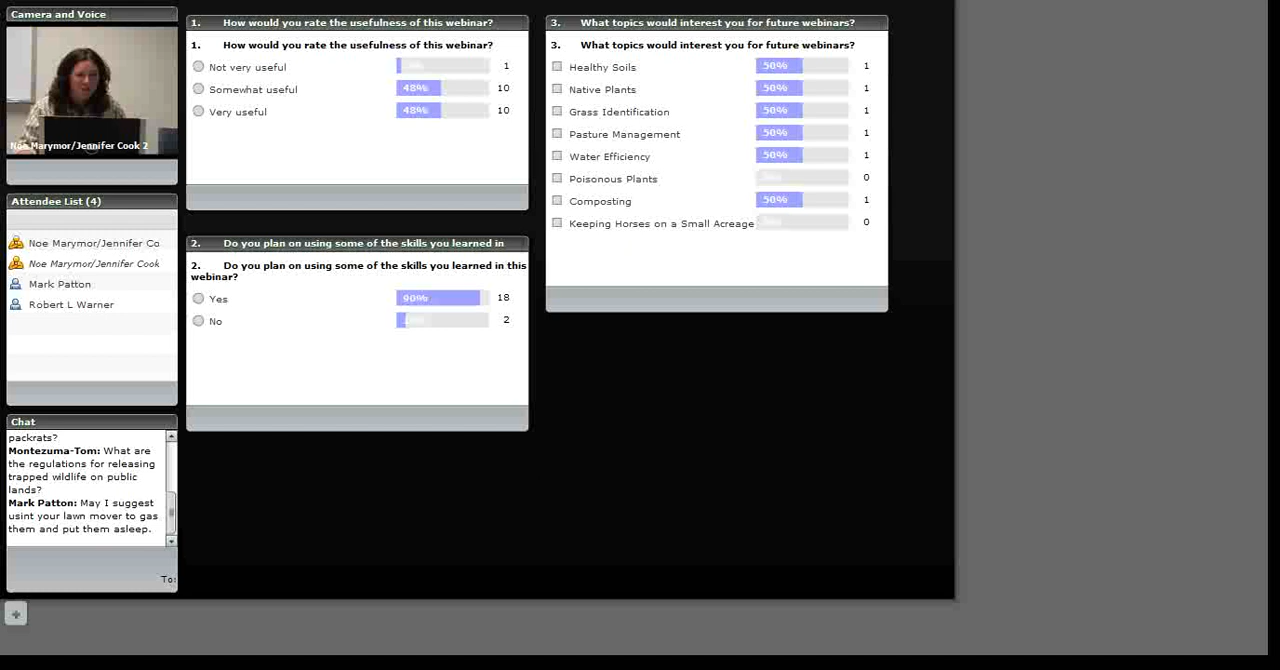 Camera and Voice
Noe Marymor/Jennifer Cook 2
Attendee List (4)
Noe Marymor/Jennifer Co
Noe Marymor/Jennifer Cook
Mark Patton
Robert L Warner
Chat
packrats?
Montezuma-Tom: What are
the regulations for releasing
trapped wildlife on public
lands?
Mark Patton: May I suggest
usint your lawn mover to gas
them and put them asleep.
To:
1. How would you rate the usefulness of this webinar?
1. How would you rate the usefulness of this webinar?
Not very useful 1
Somewhat useful 48% 10
Very useful 48% 10
2. Do you plan on using some of the skills you learned in
2. Do you plan on using some of the skills you learned in this
webinar?
Yes 90% 18
No 2
3. What topics would interest you for future webinars?
3. What topics would interest you for future webinars?
Healthy Soils 50% 1
Native Plants 50% 1
Grass Identification 50% 1
Pasture Management 50% 1
Water Efficiency 50% 1
Poisonous Plants 0
Composting 50% 1
Keeping Horses on a Small Acreage 0